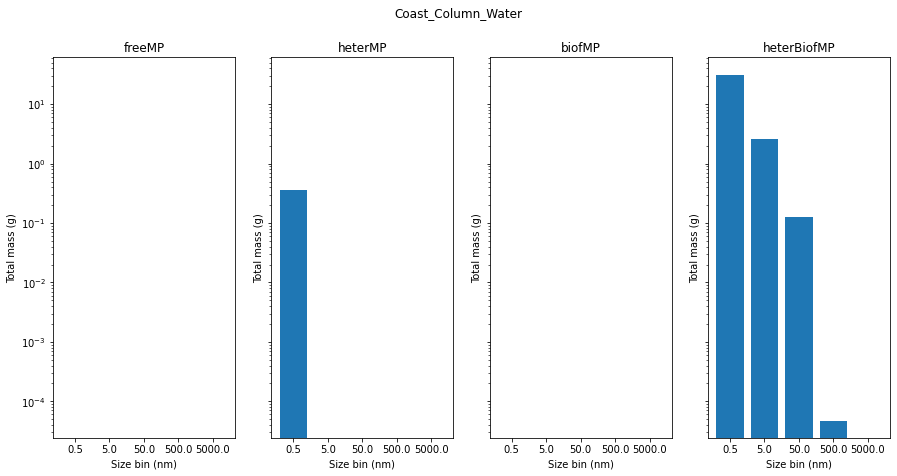 Coast_Column_Water
freeMP
heterMP
biofMP
heterBiofMP
Total mass (g)
10¹
10⁰
10⁻¹
10⁻²
10⁻³
10⁻⁴
0.5 5.0 50.0 500.0 5000.0
Size bin (nm)
Total mass (g)
0.5 5.0 50.0 500.0 5000.0
Size bin (nm)
Total mass (g)
0.5 5.0 50.0 500.0 5000.0
Size bin (nm)
Total mass (g)
0.5 5.0 50.0 500.0 5000.0
Size bin (nm)